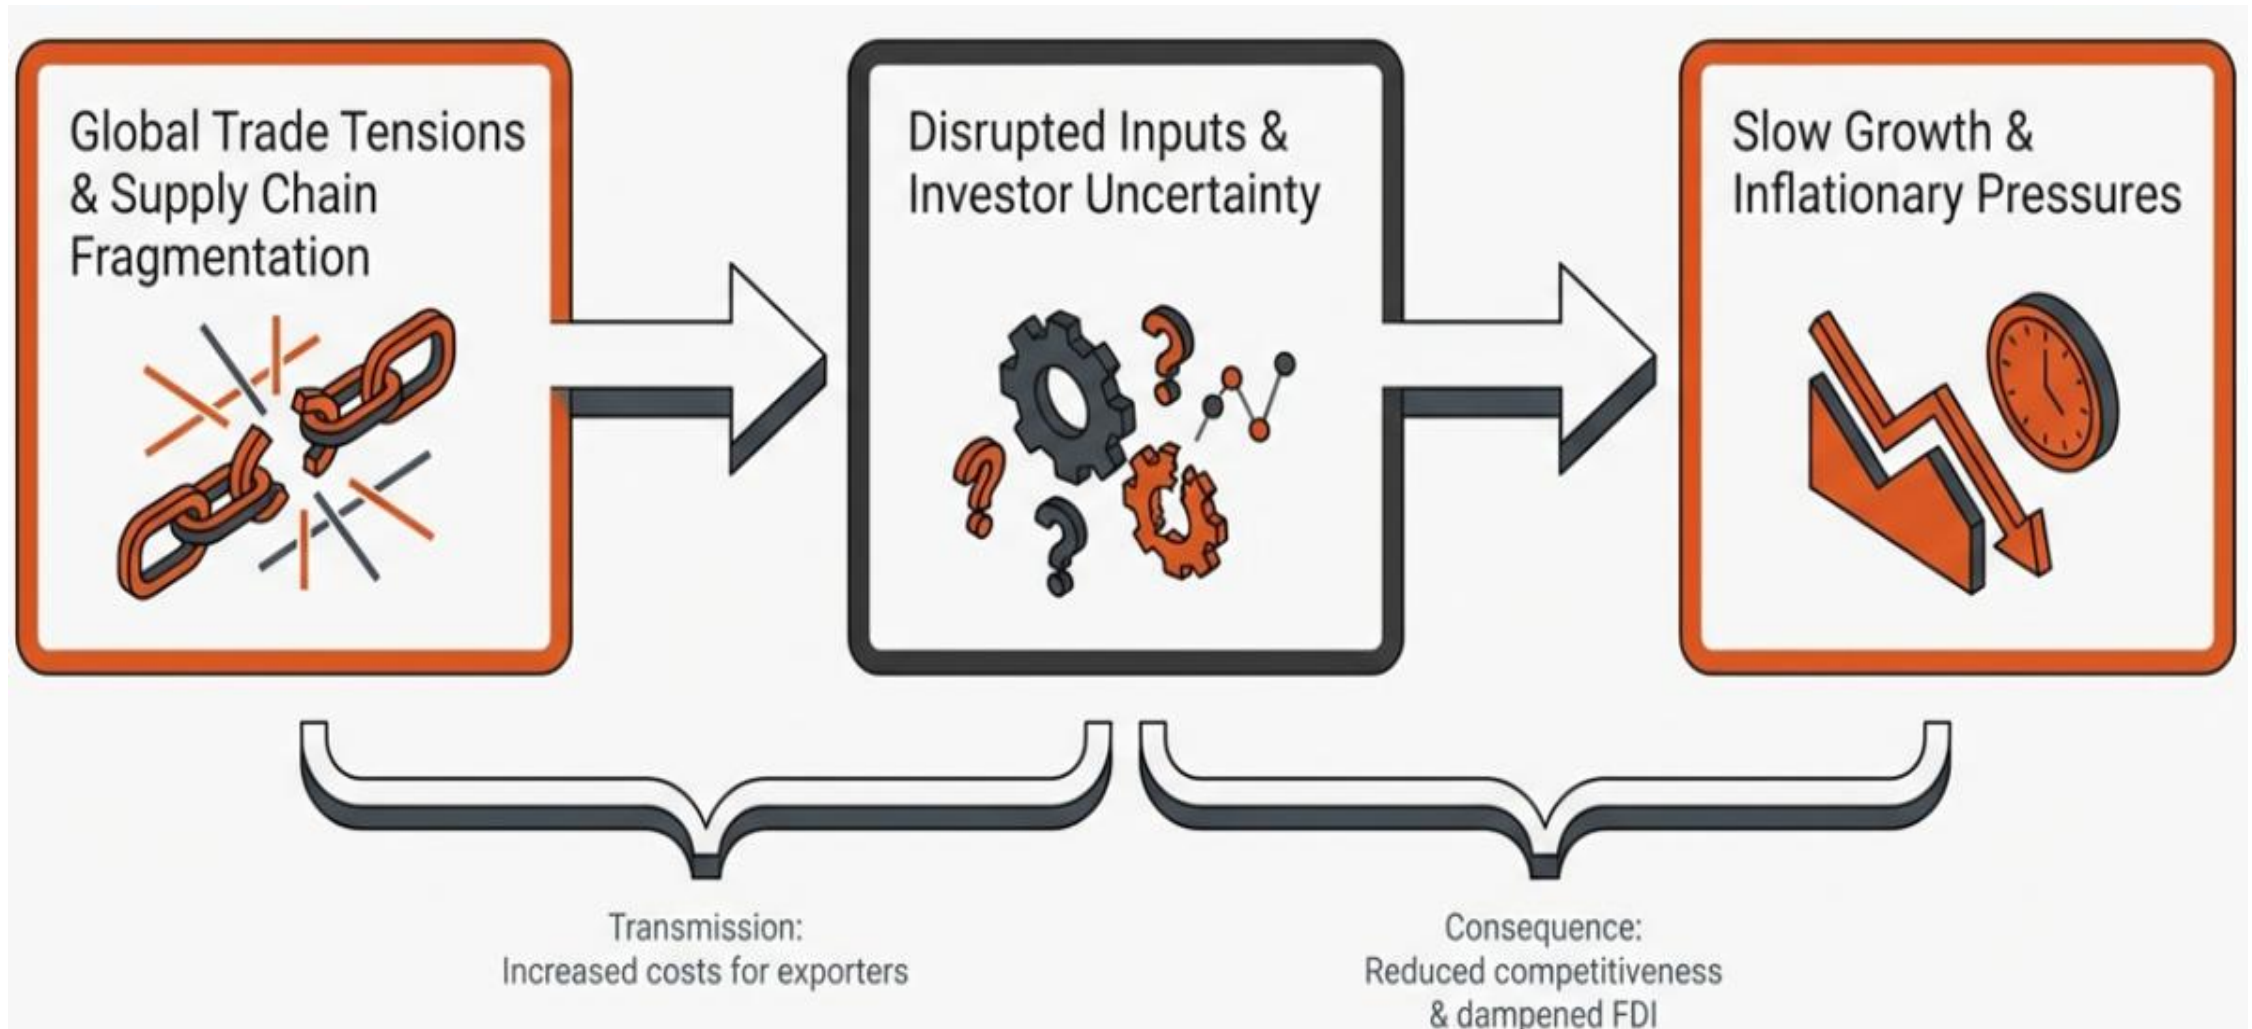 Global Trade Tensions
& Supply Chain
Fragmentation
Disrupted Inputs &
Investor Uncertainty
Slow Growth &
Inflationary Pressures
Transmission:
Increased costs for exporters
Consequence:
Reduced competitiveness
& dampened FDI